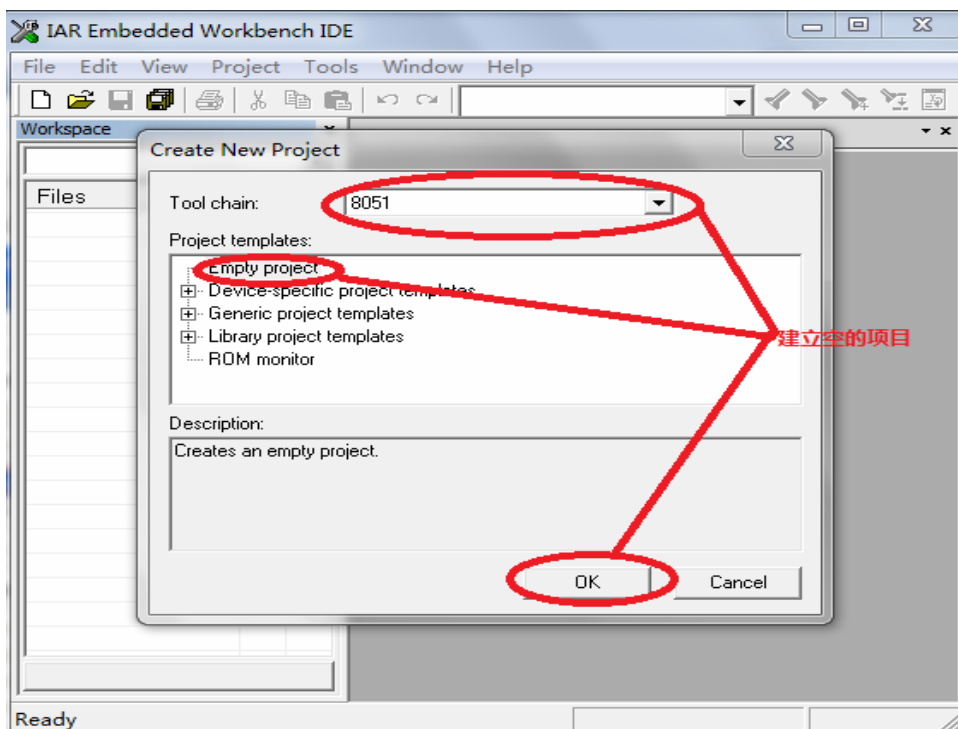 IAR Embedded Workbench IDE
File Edit View Project Tools Window Help
Workspace
Files
Create New Project
Tool chain:
8051
Project templates:
Empty project
Device-specific project templates
Generic project templates
Library project templates
ROM monitor
建立空的项目
Description:
Creates an empty project.
OK Cancel
Ready